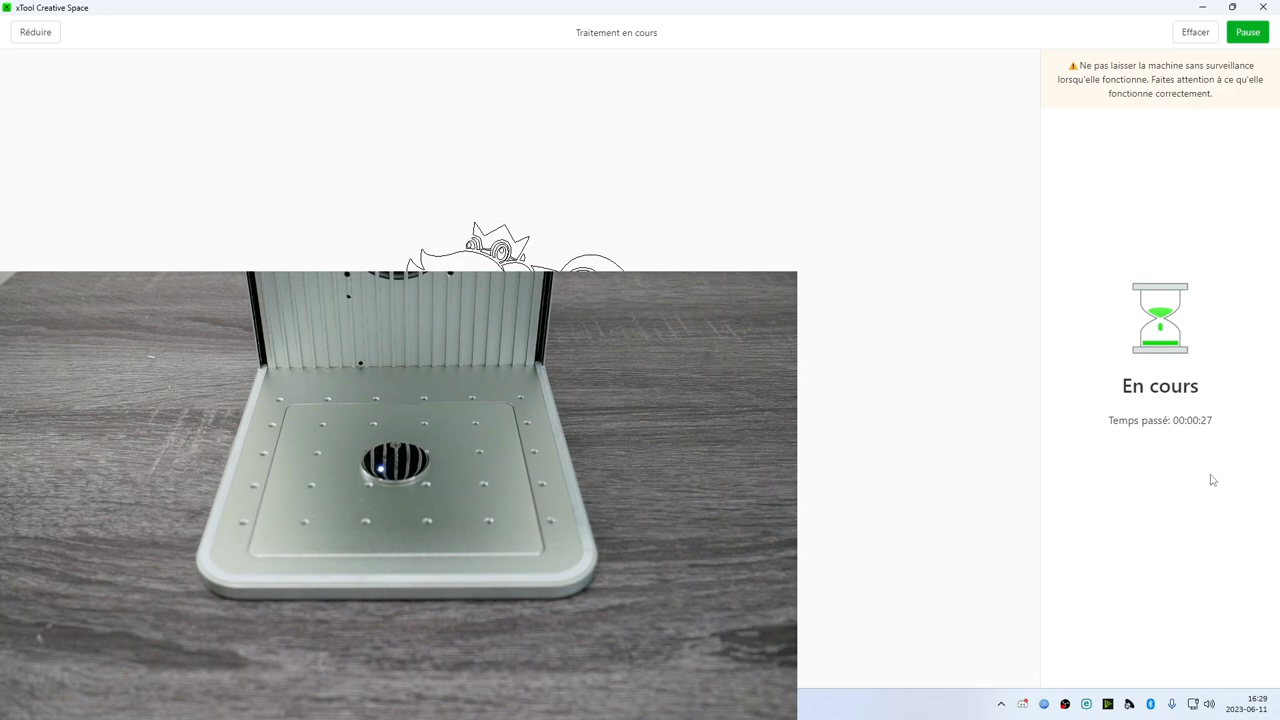 xTool Creative Space
Réduire
Traitement en cours
Effacer
Pause
⚠️Ne pas laisser la machine sans surveillance
lorsqu'elle fonctionne. Faites attention à ce qu'elle
fonctionne correctement.
En cours
Temps passé: 00:00:27
16:29
2023-06-11